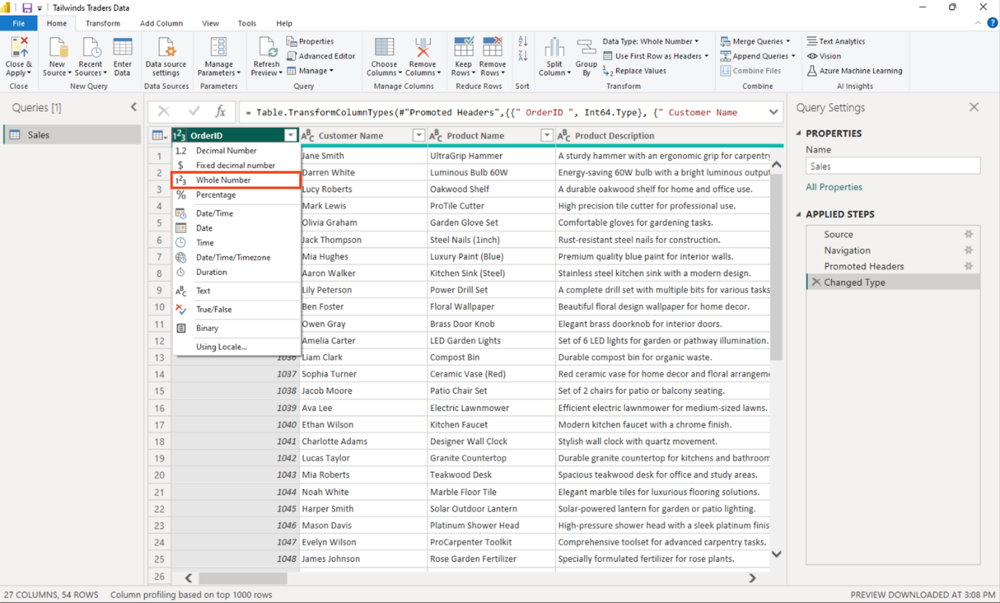 Tailwinds Traders Data
File Home Transform Add Column View Tools Help
Close & Apply
Close
New Source
Recent Sources
Enter Data
New Query
Data source settings
Data Sources
Manage Parameters
Parameters
Refresh Preview
Properties
Advanced Editor
Manage
Query
Choose Columns
Remove Columns
Manage Columns
Keep Rows
Remove Rows
Reduce Rows
Sort
Split Column
Group By
Data Type: Whole Number
Use First Row as Headers
Replace Values
Transform
Merge Queries
Append Queries
Combine Files
Combine
Text Analytics
Vision
Azure Machine Learning
AI Insights
Queries [1]
Sales
fx = Table.TransformColumnTypes(#"Promoted Headers",{{" OrderID ", Int64.Type}, {" Customer Name
OrderID Customer Name Product Name Product Description
Decimal Number
Fixed decimal number
Whole Number
Percentage
Date/Time
Date
Time
Date/Time/Timezone
Duration
Text
True/False
Binary
Using Locale...
1 Jane Smith UltraGrip Hammer A sturdy hammer with an ergonomic grip for carpentry
2 Darren White Luminous Bulb 60W Energy-saving 60W bulb with a bright luminous output
3 Lucy Roberts Oakwood Shelf A durable oakwood shelf for home and office use.
4 Mark Lewis ProTile Cutter High precision tile cutter for professional use.
5 Olivia Graham Garden Glove Set Comfortable gloves for gardening tasks.
6 Jack Thompson Steel Nails (1inch) Rust-resistant steel nails for construction.
7 Mia Hughes Luxury Paint (Blue) Premium quality blue paint for interior walls.
8 Aaron Walker Kitchen Sink (Steel) Stainless steel kitchen sink with a modern design.
9 Lily Peterson Power Drill Set A complete drill set with multiple bits for various tasks
10 Ben Foster Floral Wallpaper Beautiful floral design wallpaper for home decor.
11 Owen Gray Brass Door Knob Elegant brass doorknob for interior doors.
12 Amelia Carter LED Garden Lights Set of 6 LED lights for garden or pathway illumination.
13 1036 Liam Clark Compost Bin Durable compost bin for organic waste.
14 1037 Sophia Turner Ceramic Vase (Red) Red ceramic vase for home decor and floral arrangem
15 1038 Jacob Moore Patio Chair Set Set of 2 chairs for patio or balcony seating.
16 1039 Ava Lee Electric Lawnmower Efficient electric lawnmower for medium-sized lawns.
17 1040 Ethan Wilson Kitchen Faucet Modern kitchen faucet with a chrome finish.
18 1041 Charlotte Adams Designer Wall Clock Stylish wall clock with quartz movement.
19 1042 Lucas Taylor Granite Countertop Durable granite countertop for kitchens and bathroom
20 1043 Mia Roberts Teakwood Desk Spacious teakwood desk for office and study areas.
21 1044 Noah White Marble Floor Tile Elegant marble tiles for luxurious flooring solutions.
22 1045 Harper Smith Solar Outdoor Lantern Solar-powered lantern for garden or patio lighting.
23 1046 Mason Davis Platinum Shower Head High-pressure shower head with a sleek platinum finis
24 1047 Evelyn Wilson ProCarpenter Toolkit Comprehensive toolset for advanced carpentry tasks.
25 1048 James Johnson Rose Garden Fertilizer Specially formulated fertilizer for rose plants.
26
Query Settings
PROPERTIES
Name
Sales
All Properties
APPLIED STEPS
Source
Navigation
Promoted Headers
Changed Type
27 COLUMNS, 54 ROWS Column profiling based on top 1000 rows PREVIEW DOWNLOADED AT 3:08 PM